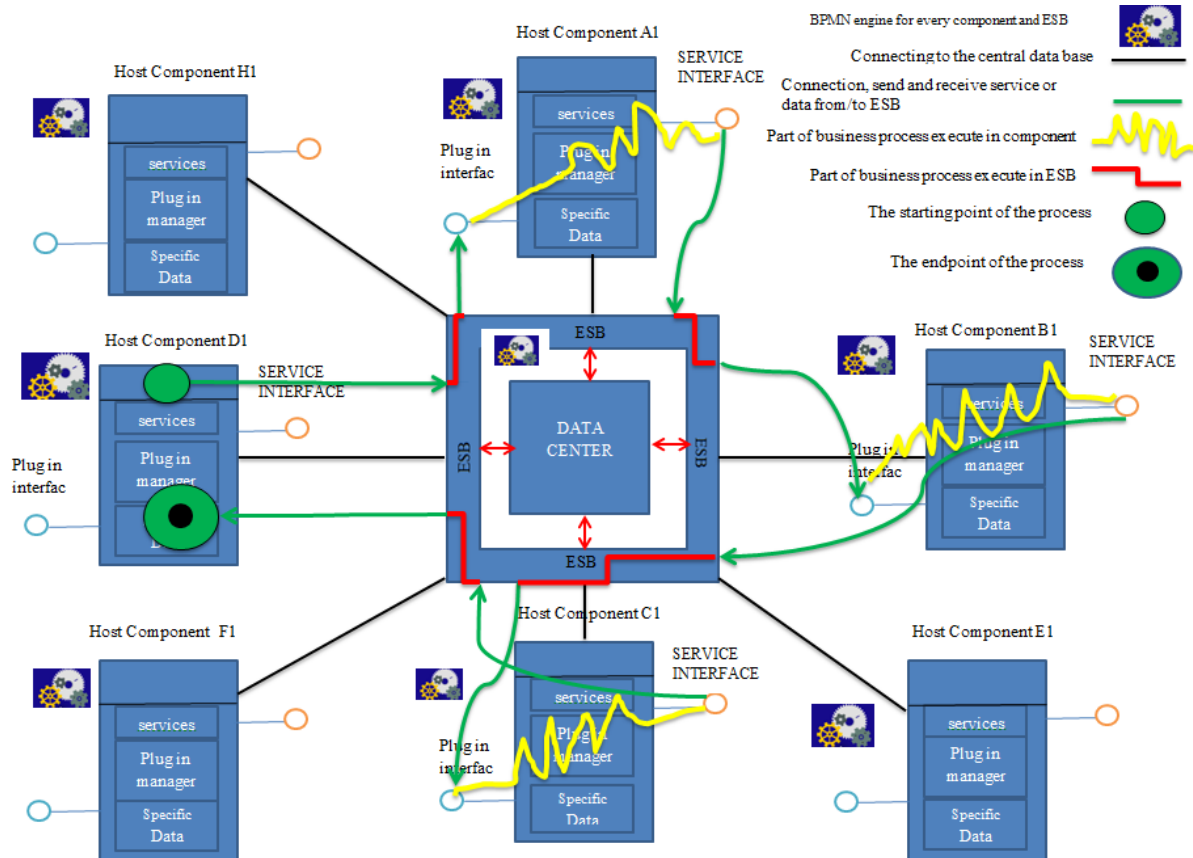 BPMN engine for every component and ESB
Connecting to the central data base
Connection, send and receive service or
data from/to ESB
Part of business process execute in component
Part of business process execute in ESB
The starting point of the process
The endpoint of the process
Host Component A1
SERVICE
INTERFACE
services
Plug in
manager
Specific
Data
Plug in
interfac
Host Component H1
services
Plug in
manager
Specific
Data
Host Component D1
SERVICE
INTERFACE
services
Plug in
manager
Plug in
interfac
ESB
ESB
DATA
CENTER
ESB
ESB
Host Component B1
SERVICE
INTERFACE
services
Plug in
manager
Specific
Data
Plug in
interfac
Host Component F1
services
Plug in
manager
Specific
Data
Host Component C1
SERVICE
INTERFACE
services
Plug in
manager
Specific
Data
Plug in
interfac
Host Component E1
services
Plug in
manager
Specific
Data